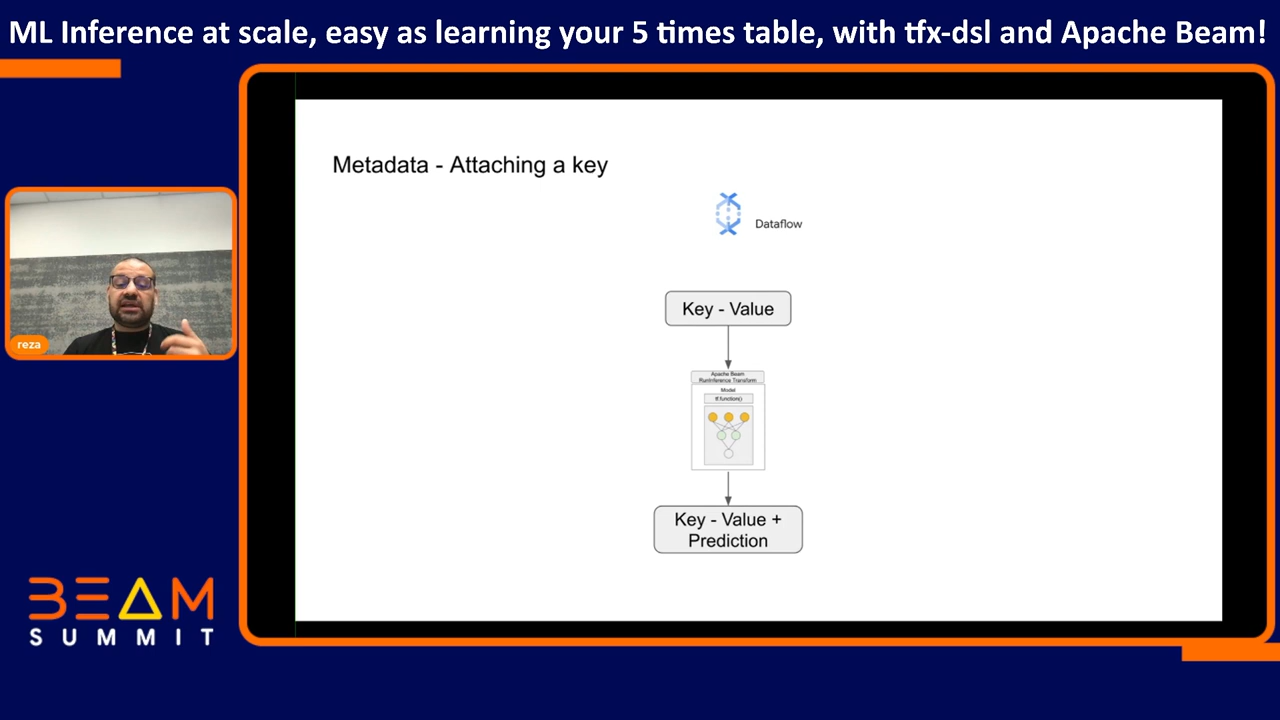 ML Inference at scale, easy as learning your 5 times table, with tfx-dsl and Apache Beam!
Metadata - Attaching a key
Dataflow
Key - Value
Apache Beam
RunInference Transform
Model
tf.function()
Key - Value +
Prediction
reza
BEAM
SUMMIT